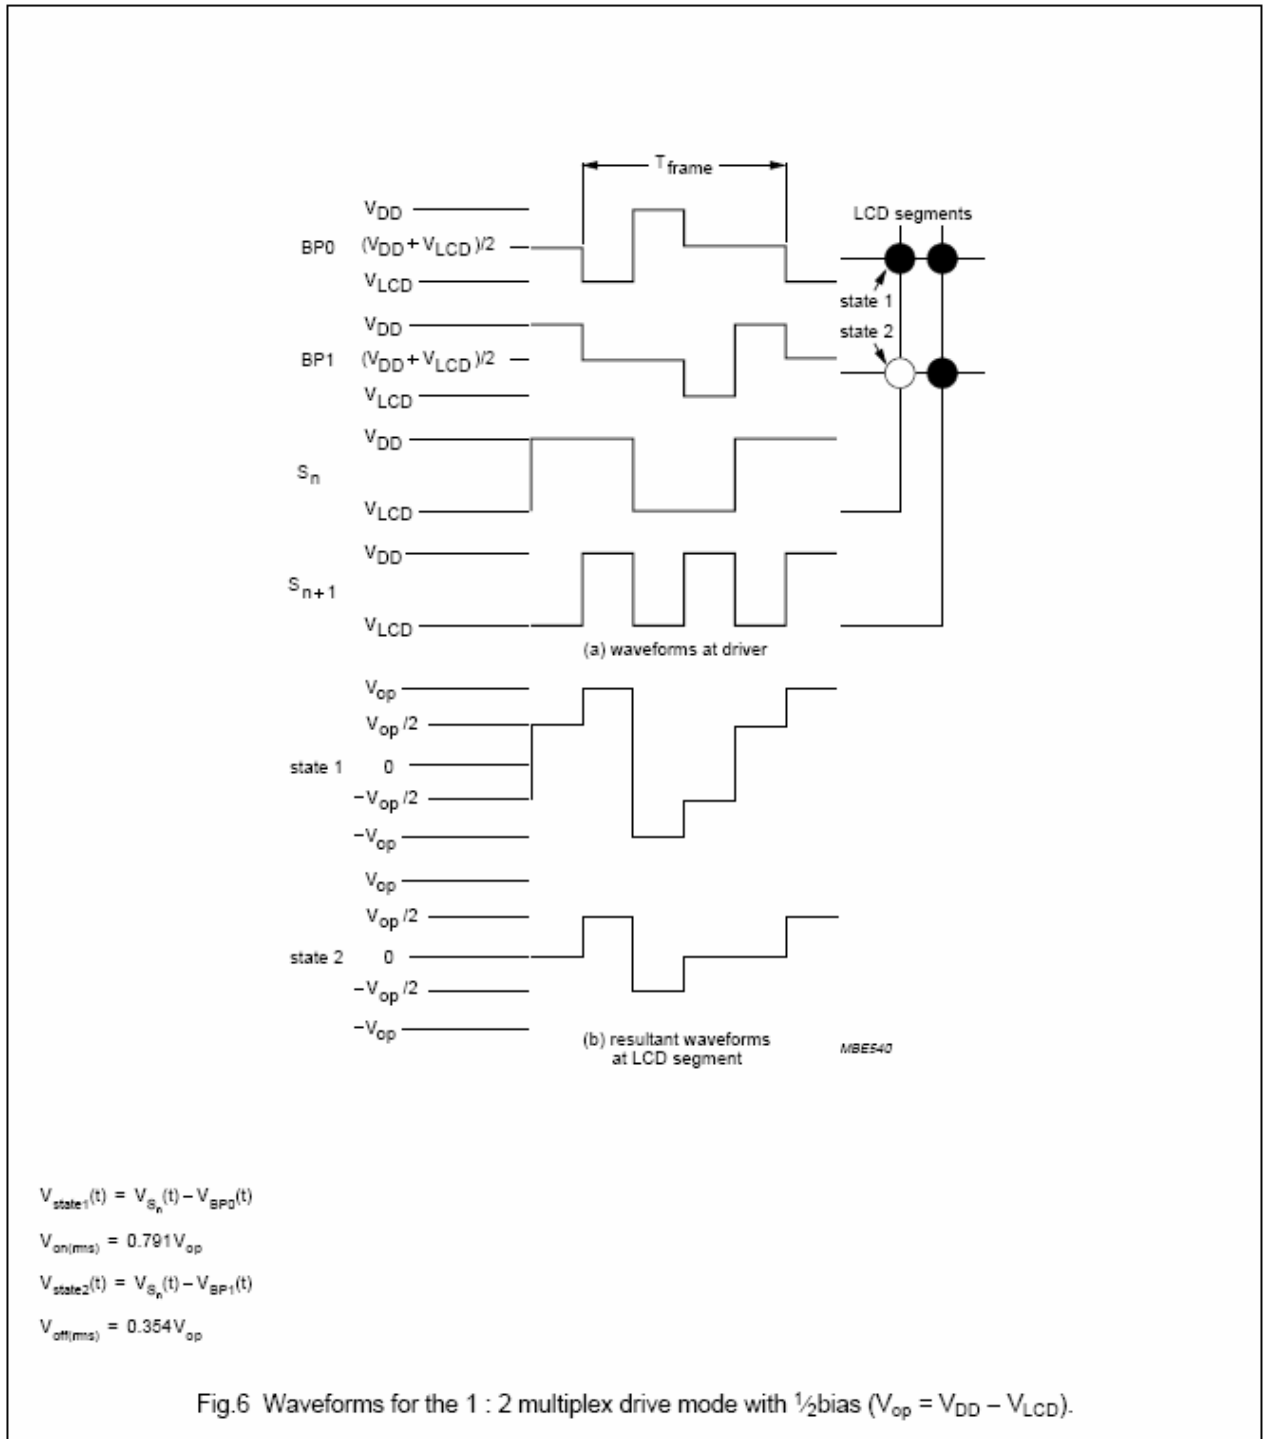 T frame
VDD
LCD segments
BP0 (VDD + VLCD)/2
VLCD
state 1
VDD
state 2
BP1 (VDD + VLCD)/2
VLCD
VDD
Sn
VLCD
VDD
Sn+1
VLCD
(a) waveforms at driver
Vop
Vop/2
state 1 0
−Vop/2
−Vop
Vop
Vop/2
state 2 0
−Vop/2
−Vop
(b) resultant waveforms
at LCD segment
MBE540
Vstate1(t) = VSn(t) – VBP0(t)
Von(rms) = 0.791Vop
Vstate2(t) = VSn(t) – VBP1(t)
Voff(rms) = 0.354Vop
Fig.6 Waveforms for the 1 : 2 multiplex drive mode with ½bias (Vop = VDD – VLCD).